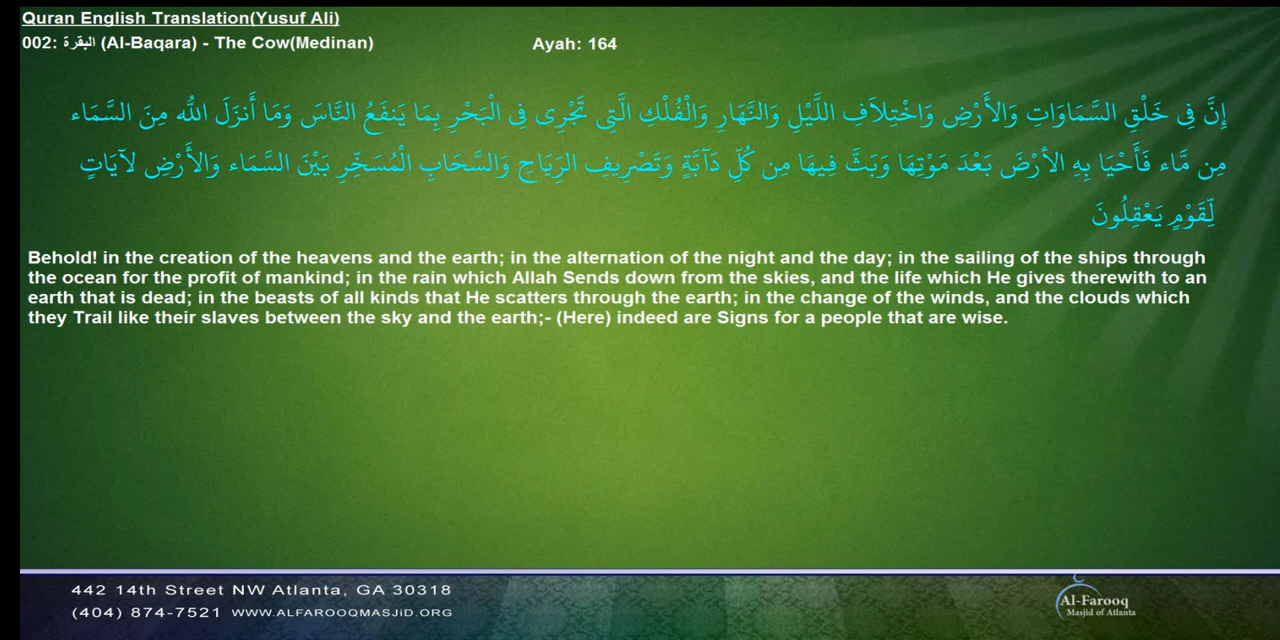 Quran English Translation(Yusuf Ali)
002: البقرة (Al-Baqara) - The Cow(Medinan)
Ayah: 164
إِنَّ فِي خَلْقِ السَّمَاوَاتِ وَالأَرْضِ وَاخْتِلاَفِ اللَّيْلِ وَالنَّهَارِ وَالْفُلْكِ الَّتِي تَجْرِي فِي الْبَحْرِ بِمَا يَنفَعُ النَّاسَ وَمَا أَنزَلَ اللّهُ مِنَ السَّمَاء
مِن مَّاء فَأَحْيَا بِهِ الأرْضَ بَعْدَ مَوْتِهَا وَبَثَّ فِيهَا مِن كُلِّ دَآبَّةٍ وَتَصْرِيفِ الرِّيَاحِ وَالسَّحَابِ الْمُسَخِّرِ بَيْنَ السَّمَاء وَالأَرْضِ لآيَاتٍ
لِّقَوْمٍ يَعْقِلُونَ
Behold! in the creation of the heavens and the earth; in the alternation of the night and the day; in the sailing of the ships through
the ocean for the profit of mankind; in the rain which Allah Sends down from the skies, and the life which He gives therewith to an
earth that is dead; in the beasts of all kinds that He scatters through the earth; in the change of the winds, and the clouds which
they Trail like their slaves between the sky and the earth;- (Here) indeed are Signs for a people that are wise.
442 14th Street NW Atlanta, GA 30318
(404) 874-7521 WWW.ALFAROOQMASJiD.ORG
Al-Farooq
Masjid of Atlanta